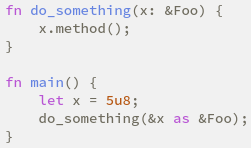 fn do_something(x: &Foo) {
    x.method();
}

fn main() {
    let x = 5u8;
    do_something(&x as &Foo);
}